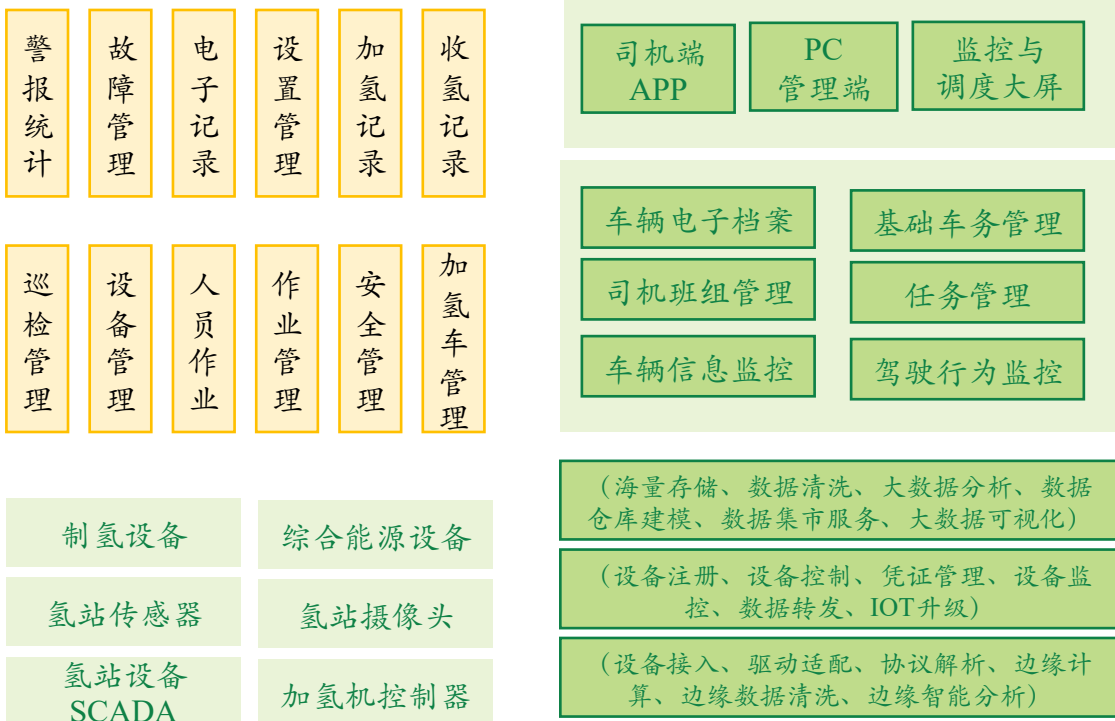 警报统计
故障管理
电子记录
设置管理
加氢记录
收氢记录
巡检管理
设备管理
人员作业
作业管理
安全管理
加氢车管理
制氢设备
综合能源设备
氢站传感器
氢站摄像头
氢站设备
SCADA
加氢机控制器
司机端
APP
PC
管理端
监控与
调度大屏
车辆电子档案
基础车务管理
司机班组管理
任务管理
车辆信息监控
驾驶行为监控
（海量存储、数据清洗、大数据分析、数据
仓库建模、数据集市服务、大数据可视化）
（设备注册、设备控制、凭证管理、设备监
控、数据转发、IOT升级）
（设备接入、驱动适配、协议解析、边缘计
算、边缘数据清洗、边缘智能分析）